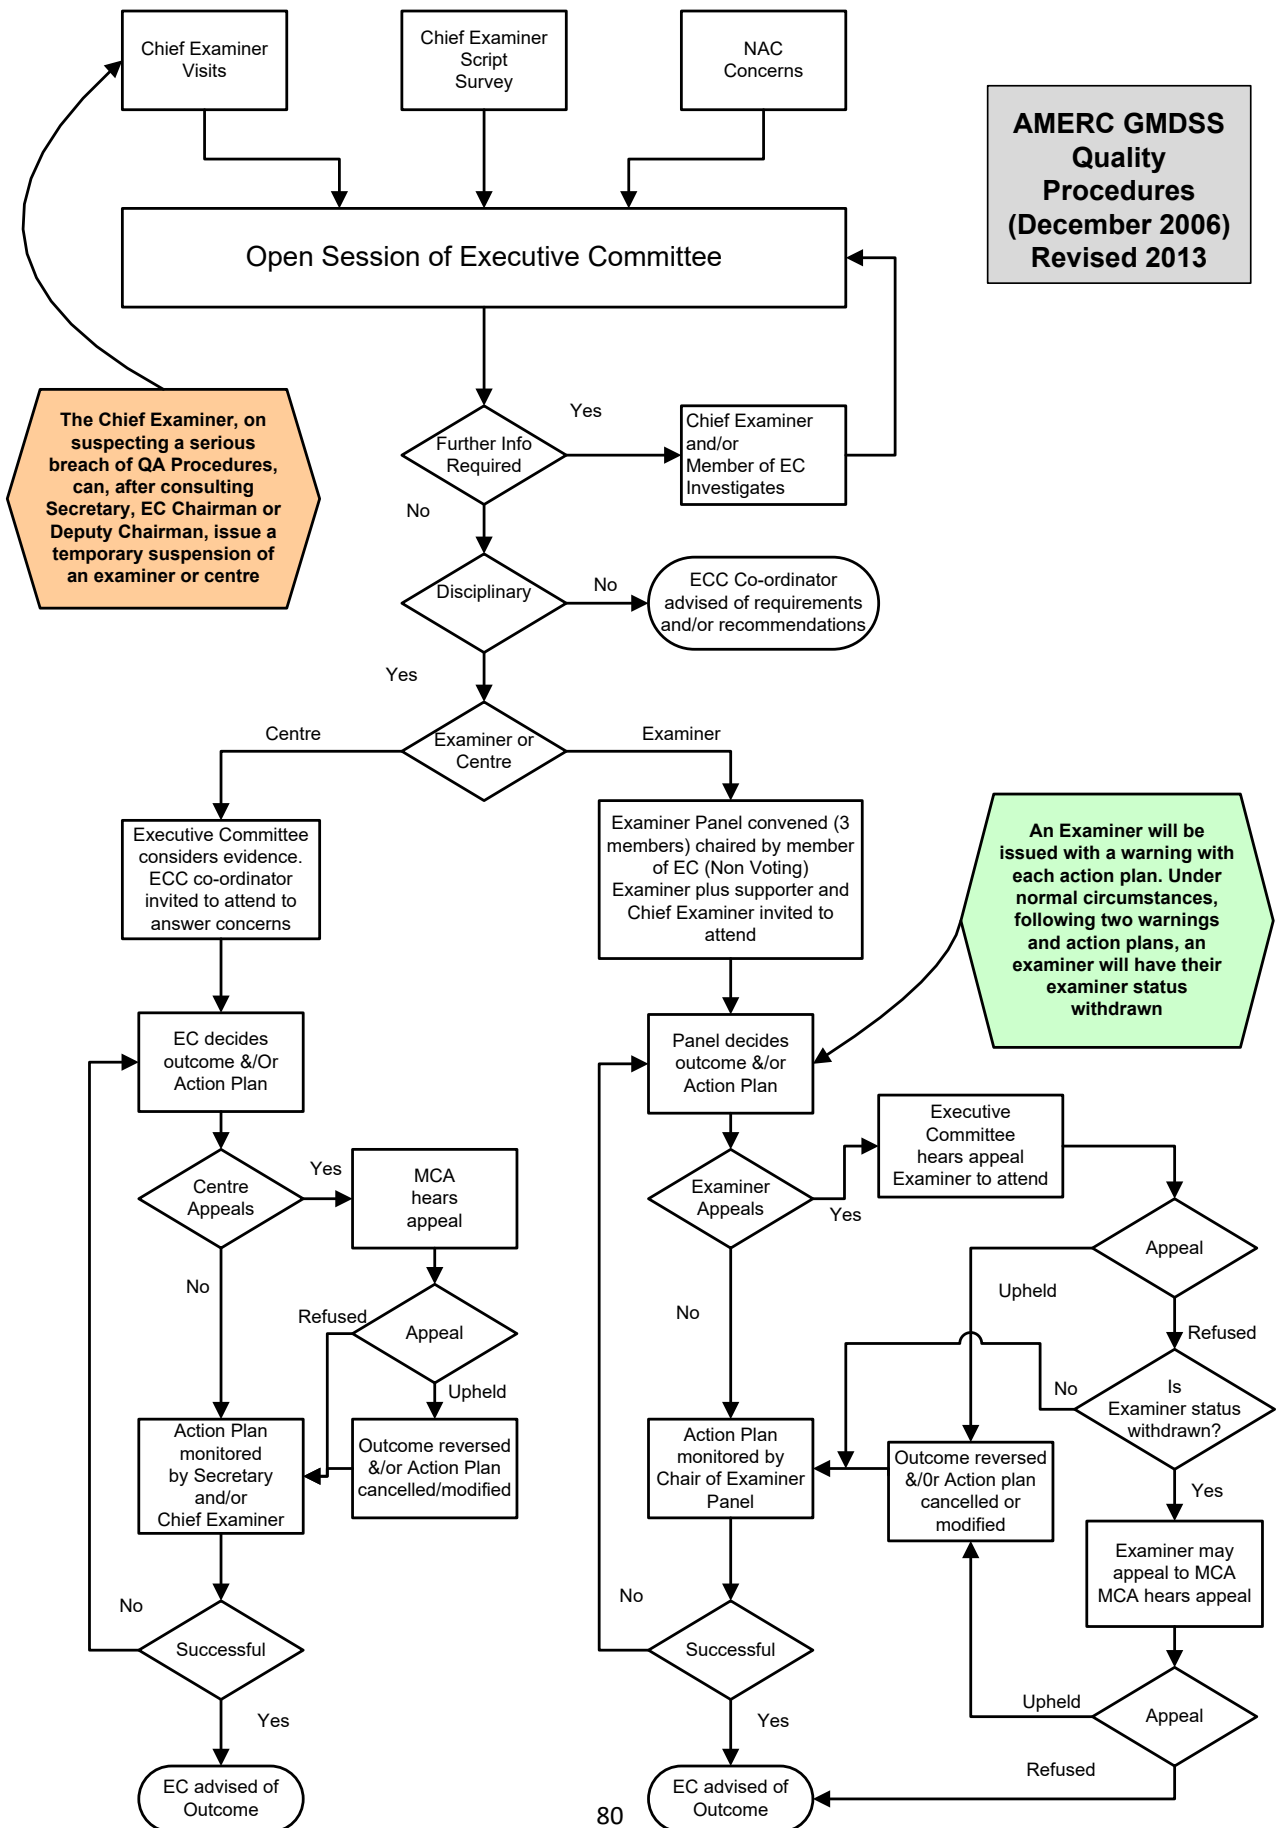 Chief Examiner
Visits
Chief Examiner
Script
Survey
NAC
Concerns
AMERC GMDSS
Quality
Procedures
(December 2006)
Revised 2013
Open Session of Executive Committee
The Chief Examiner, on
suspecting a serious
breach of QA Procedures,
can, after consulting
Secretary, EC Chairman or
Deputy Chairman, issue a
temporary suspension of
an examiner or centre
Further Info
Required
Yes
Chief Examiner
and/or
Member of EC
Investigates
No
Disciplinary
No
ECC Co-ordinator
advised of requirements
and/or recommendations
Yes
Examiner or
Centre
Centre
Examiner
Executive Committee
considers evidence.
ECC co-ordinator
invited to attend to
answer concerns
Examiner Panel convened (3
members) chaired by member
of EC (Non Voting)
Examiner plus supporter and
Chief Examiner invited to
attend
An Examiner will be
issued with a warning with
each action plan. Under
normal circumstances,
following two warnings
and action plans, an
examiner will have their
examiner status
withdrawn
EC decides
outcome &/Or
Action Plan
Panel decides
outcome &/or
Action Plan
Centre
Appeals
Yes
MCA
hears
appeal
Examiner
Appeals
Yes
Executive
Committee
hears appeal
Examiner to attend
Appeal
Upheld
Refused
No
Refused
Appeal
Upheld
No
No
Is
Examiner status
withdrawn?
Yes
Action Plan
monitored
by Secretary
and/or
Chief Examiner
Outcome reversed
&/or Action Plan
cancelled/modified
Action Plan
monitored by
Chair of Examiner
Panel
Outcome reversed
&/0r Action plan
cancelled or
modified
Examiner may
appeal to MCA
MCA hears appeal
No
Successful
Yes
No
Successful
Yes
Upheld
Appeal
Refused
EC advised of
Outcome
EC advised of
Outcome
80